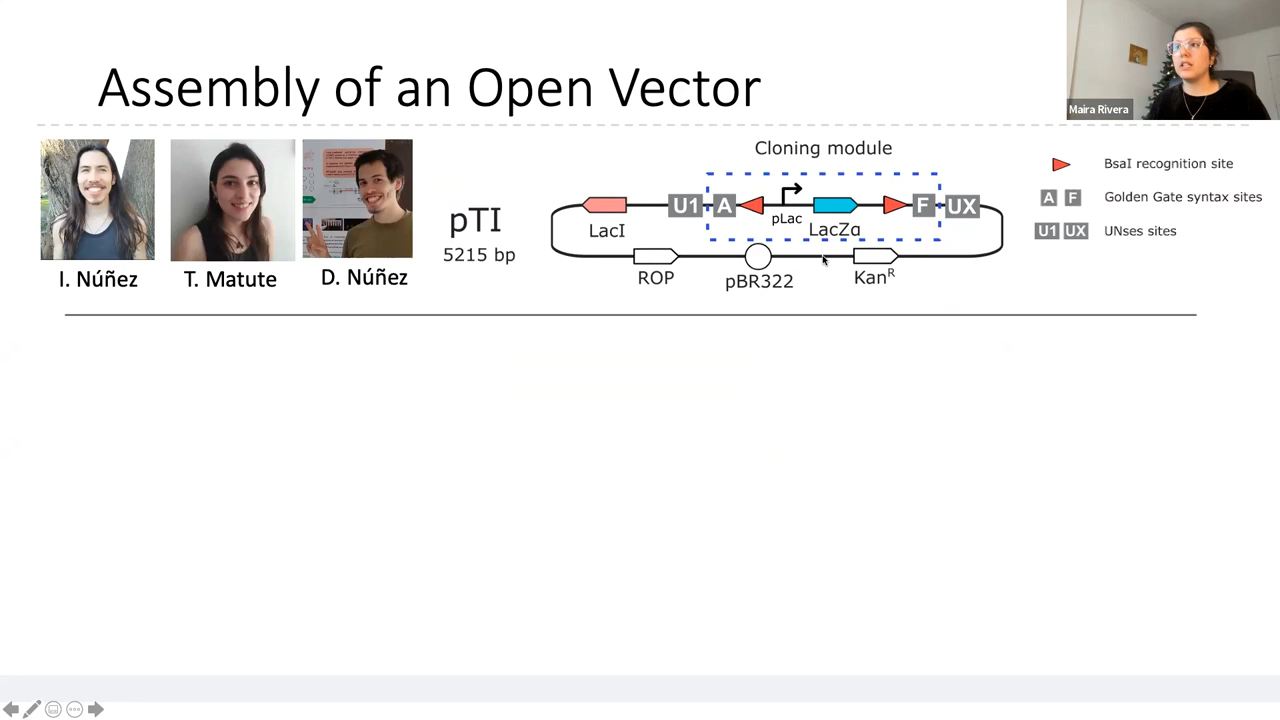 Assembly of an Open Vector
Maira Rivera
I. Núñez
T. Matute
D. Núñez
pTI
5215 bp
Cloning module
LacI
U1
A
pLac
LacZα
F
UX
ROP
pBR322
Kanᴿ
BsaI recognition site
A F Golden Gate syntax sites
U1 UX UNses sites